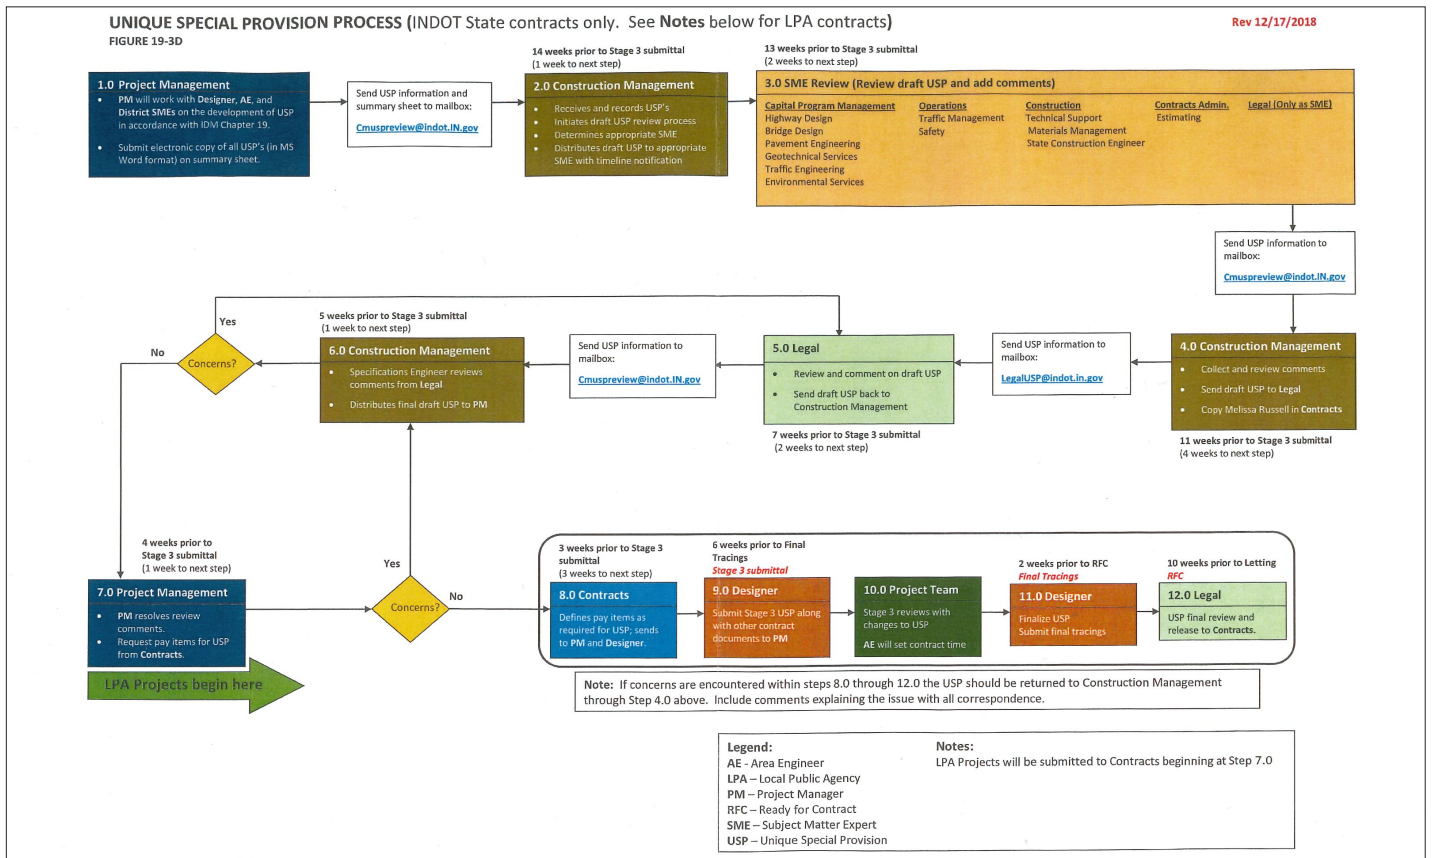 UNIQUE SPECIAL PROVISION PROCESS (INDOT State contracts only.  See Notes below for LPA contracts)
Rev 12/17/2018
FIGURE 19-3D
1.0 Project Management
• PM will work with Designer, AE, and
District SMEs on the development of USP
in accordance with IDM Chapter 19.
• Submit electronic copy of all USP's (in MS
Word format) on summary sheet.
Send USP information and
summary sheet to mailbox:
Cmuspreview@indot.IN.gov
14 weeks prior to Stage 3 submittal
(1 week to next step)
2.0 Construction Management
• Receives and records USP's
• Initiates draft USP review process
• Determines appropriate SME
• Distributes draft USP to appropriate
SME with timeline notification
13 weeks prior to Stage 3 submittal
(2 weeks to next step)
3.0 SME Review (Review draft USP and add comments)
Capital Program Management
Highway Design
Bridge Design
Pavement Engineering
Geotechnical Services
Traffic Engineering
Environmental Services
Operations
Traffic Management
Safety
Construction
Technical Support
Materials Management
State Construction Engineer
Contracts Admin.
Estimating
Legal (Only as SME)
Send USP information to
mailbox:
Cmuspreview@indot.IN.gov
4.0 Construction Management
• Collect and review comments
• Send draft USP to Legal
• Copy Melissa Russell in Contracts
11 weeks prior to Stage 3 submittal
(4 weeks to next step)
Send USP information to
mailbox:
LegalUSP@indot.in.gov
5.0 Legal
• Review and comment on draft USP
• Send draft USP back to
Construction Management
7 weeks prior to Stage 3 submittal
(2 weeks to next step)
Send USP information to
mailbox:
Cmuspreview@indot.IN.gov
5 weeks prior to Stage 3 submittal
(1 week to next step)
6.0 Construction Management
• Specifications Engineer reviews
comments from Legal
• Distributes final draft USP to PM
Yes
No
Concerns?
4 weeks prior to
Stage 3 submittal
(1 week to next step)
7.0 Project Management
• PM resolves review
comments.
• Request pay items for USP
from Contracts.
LPA Projects begin here
Yes
Concerns?
No
3 weeks prior to Stage 3
submittal
(3 weeks to next step)
8.0 Contracts
Defines pay items as
required for USP; sends
to PM and Designer.
6 weeks prior to Final
Tracings
Stage 3 submittal
9.0 Designer
Submit Stage 3 USP along
with other contract
documents to PM
10.0 Project Team
Stage 3 reviews with
changes to USP
AE will set contract time
2 weeks prior to RFC
Final Tracings
11.0 Designer
Finalize USP
Submit final tracings
10 weeks prior to Letting
RFC
12.0 Legal
USP final review and
release to Contracts.
Note:  If concerns are encountered within steps 8.0 through 12.0 the USP should be returned to Construction Management
through Step 4.0 above.  Include comments explaining the issue with all correspondence.
Legend:
AE - Area Engineer
LPA – Local Public Agency
PM – Project Manager
RFC – Ready for Contract
SME – Subject Matter Expert
USP – Unique Special Provision
Notes:
LPA Projects will be submitted to Contracts beginning at Step 7.0